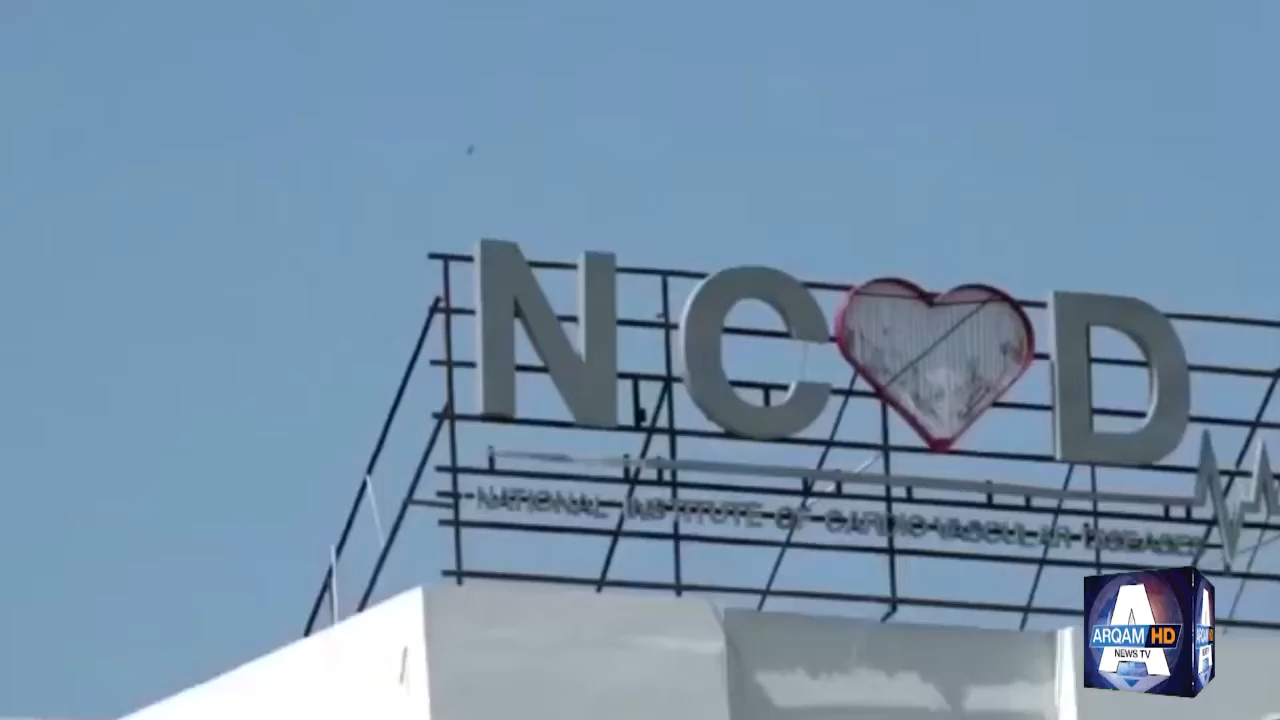 NC D
NATIONAL INSTITUTE OF CARDIO VASCULAR DISEASES
A
ARQAM HD
NEWS TV